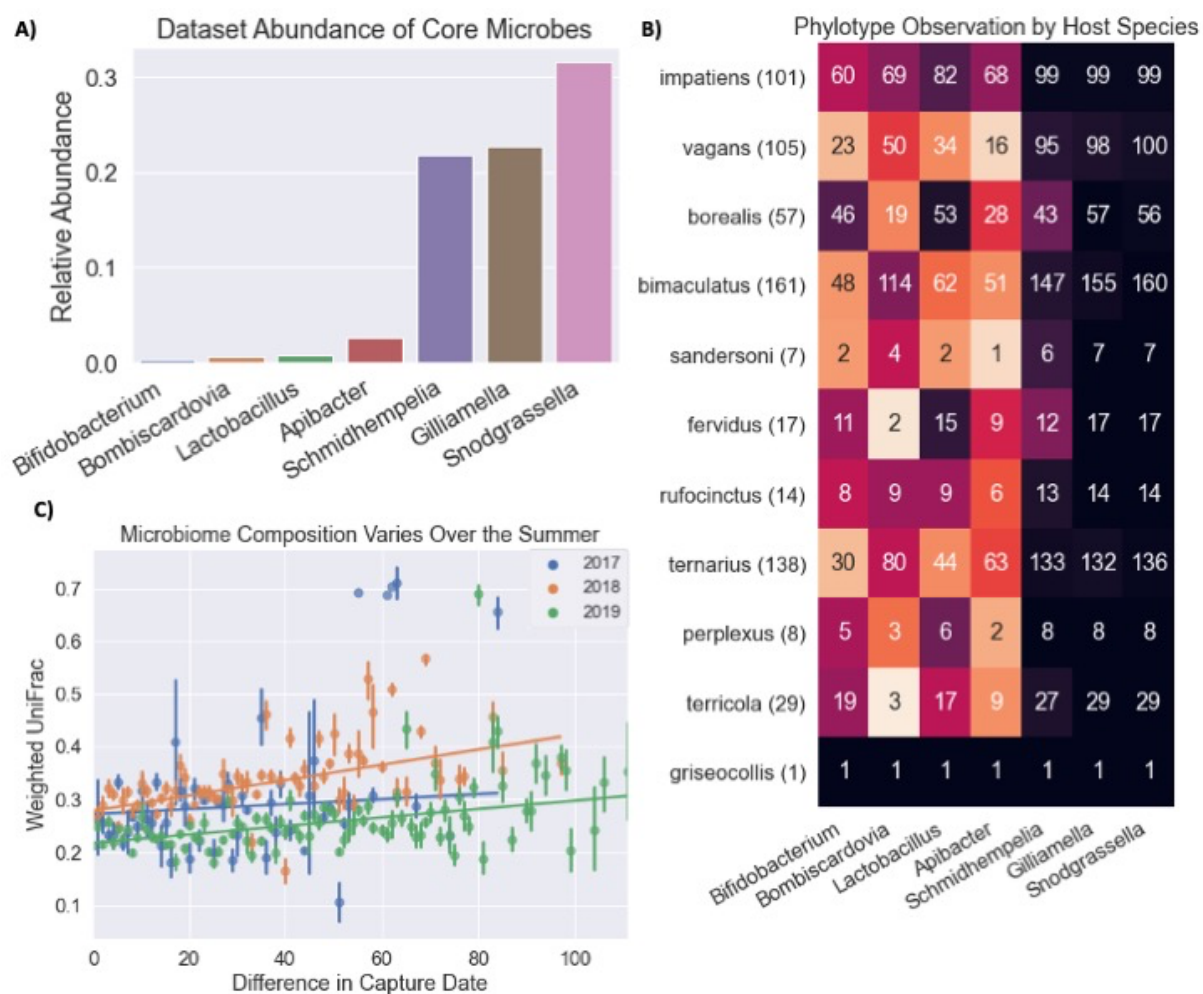 A)
Dataset Abundance of Core Microbes
Relative Abundance
0.3
0.2
0.1
0.0
Bifidobacterium
Bombiscardovia
Lactobacillus
Apibacter
Schmidhempelia
Gilliamella
Snodgrassella
B)
Phylotype Observation by Host Species
impatiens (101) 60 69 82 68 99 99 99
vagans (105) 23 50 34 16 95 98 100
borealis (57) 46 19 53 28 43 57 56
bimaculatus (161) 48 114 62 51 147 155 160
sandersoni (7) 2 4 2 1 6 7 7
fervidus (17) 11 2 15 9 12 17 17
rufocinctus (14) 8 9 9 6 13 14 14
ternarius (138) 30 80 44 63 133 132 136
perplexus (8) 5 3 6 2 8 8 8
terricola (29) 19 3 17 9 27 29 29
griseocollis (1) 1 1 1 1 1 1 1
Bifidobacterium
Bombiscardovia
Lactobacillus
Apibacter
Schmidhempelia
Gilliamella
Snodgrassella
C)
Microbiome Composition Varies Over the Summer
2017
2018
2019
Weighted UniFrac
0.7
0.6
0.5
0.4
0.3
0.2
0.1
0 20 40 60 80 100
Difference in Capture Date